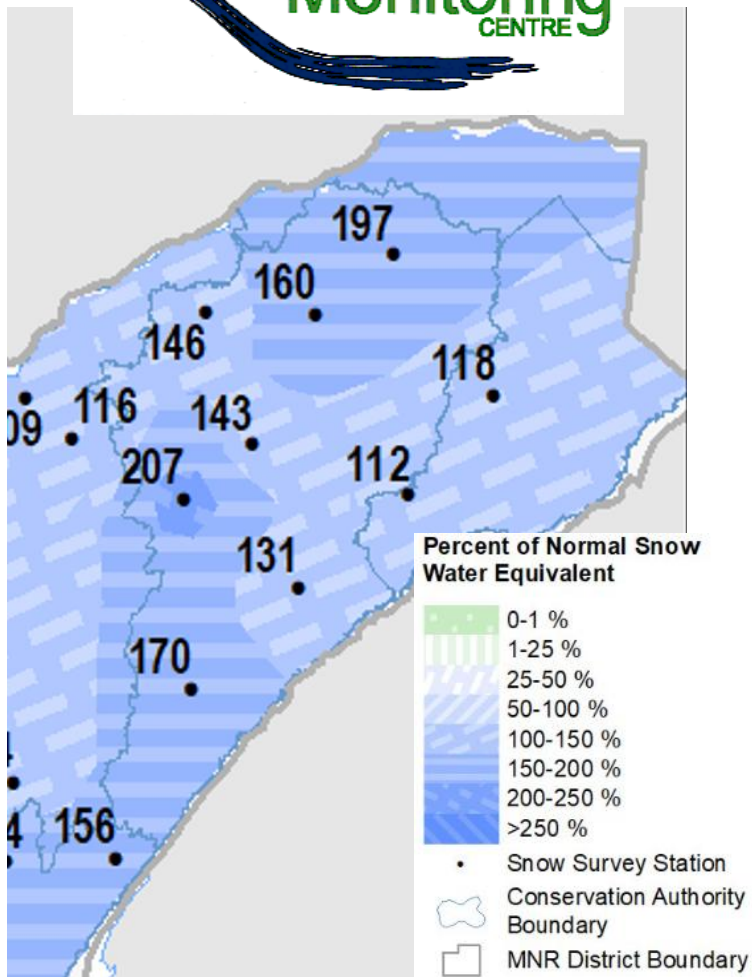 Monitoring
CENTRE
197
160
146
118
116
143
09
207
112
131
170
156
4
Percent of Normal Snow
Water Equivalent
0-1 %
1-25 %
25-50 %
50-100 %
100-150 %
150-200 %
200-250 %
>250 %
Snow Survey Station
Conservation Authority
Boundary
MNR District Boundary